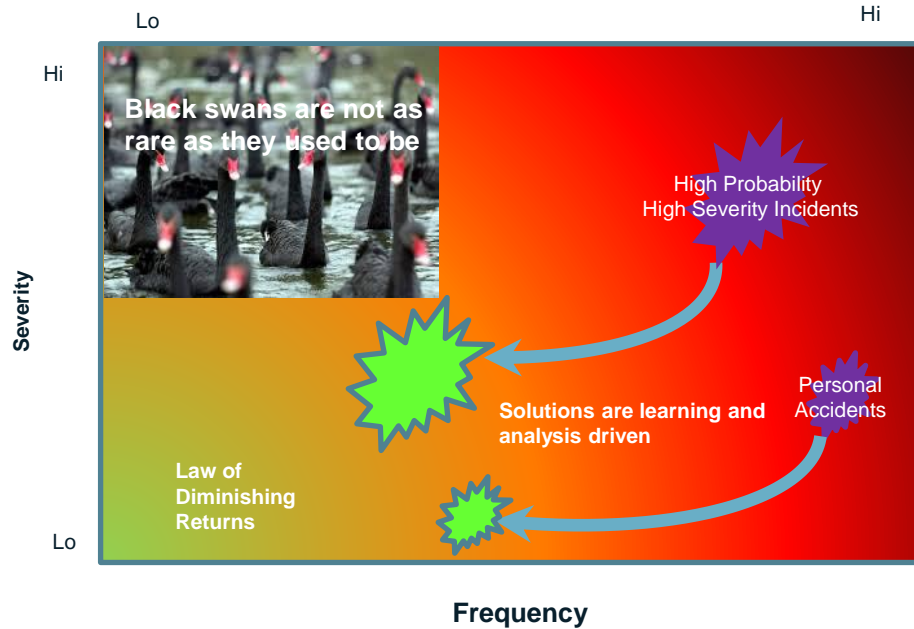 Lo
Hi
Hi
Black swans are not as
rare as they used to be
High Probability
High Severity Incidents
Severity
Personal
Accidents
Solutions are learning and
analysis driven
Law of
Diminishing
Returns
Lo
Frequency